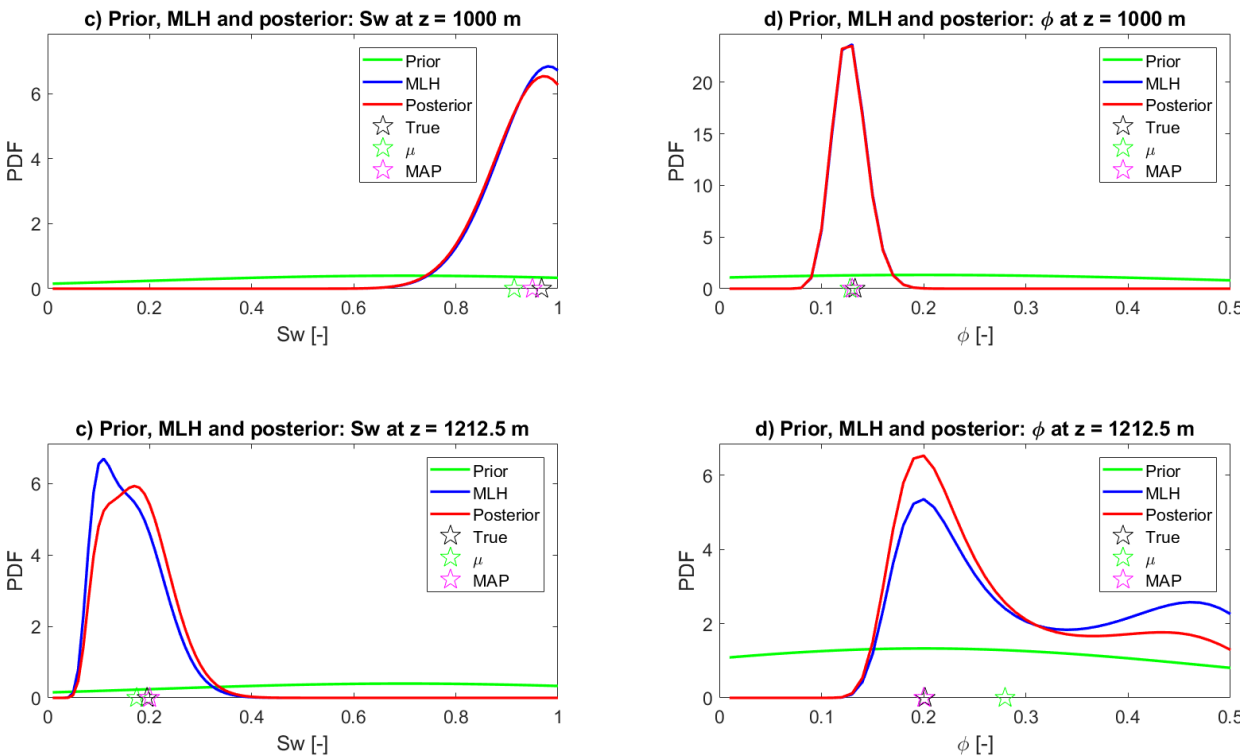 c) Prior, MLH and posterior: Sw at z = 1000 m
PDF
6
4
2
0
0
0.2
0.4
0.6
0.8
1
Sw [-]
Prior
MLH
Posterior
True
μ
MAP
d) Prior, MLH and posterior: ϕ at z = 1000 m
PDF
20
15
10
5
0
0
0.1
0.2
0.3
0.4
0.5
ϕ [-]
Prior
MLH
Posterior
True
μ
MAP
c) Prior, MLH and posterior: Sw at z = 1212.5 m
PDF
6
4
2
0
0
0.2
0.4
0.6
0.8
1
Sw [-]
Prior
MLH
Posterior
True
μ
MAP
d) Prior, MLH and posterior: ϕ at z = 1212.5 m
PDF
6
4
2
0
0
0.1
0.2
0.3
0.4
0.5
ϕ [-]
Prior
MLH
Posterior
True
μ
MAP